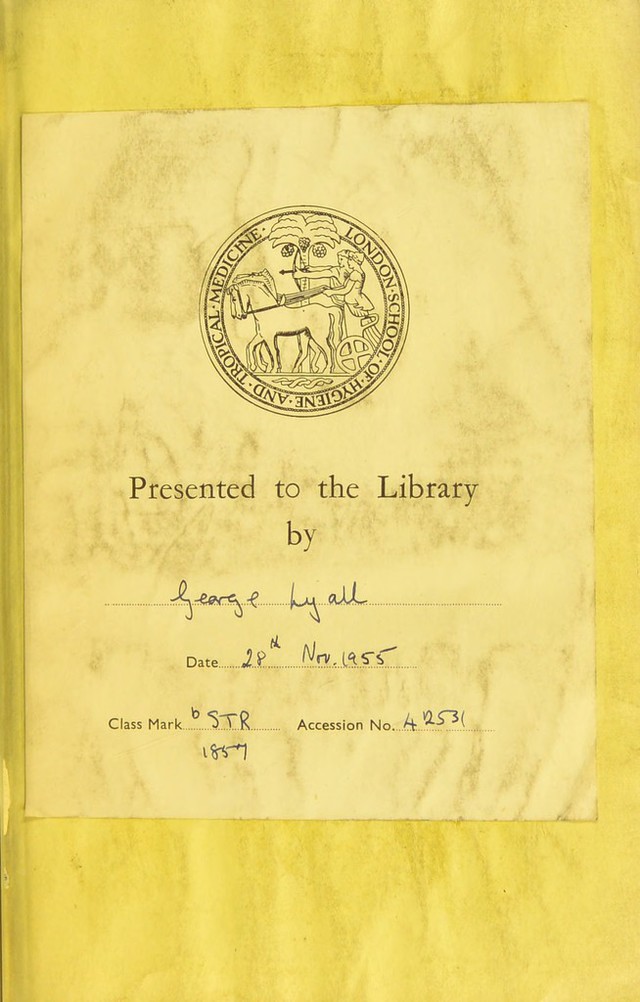 LONDON·SCHOOL·OF·HYGIENE·AND·TROPICAL·MEDICINE·
Presented to the Library
by
George Lyall
Date 28th Nov. 1955
Class Mark b STR Accession No. 42531
1857